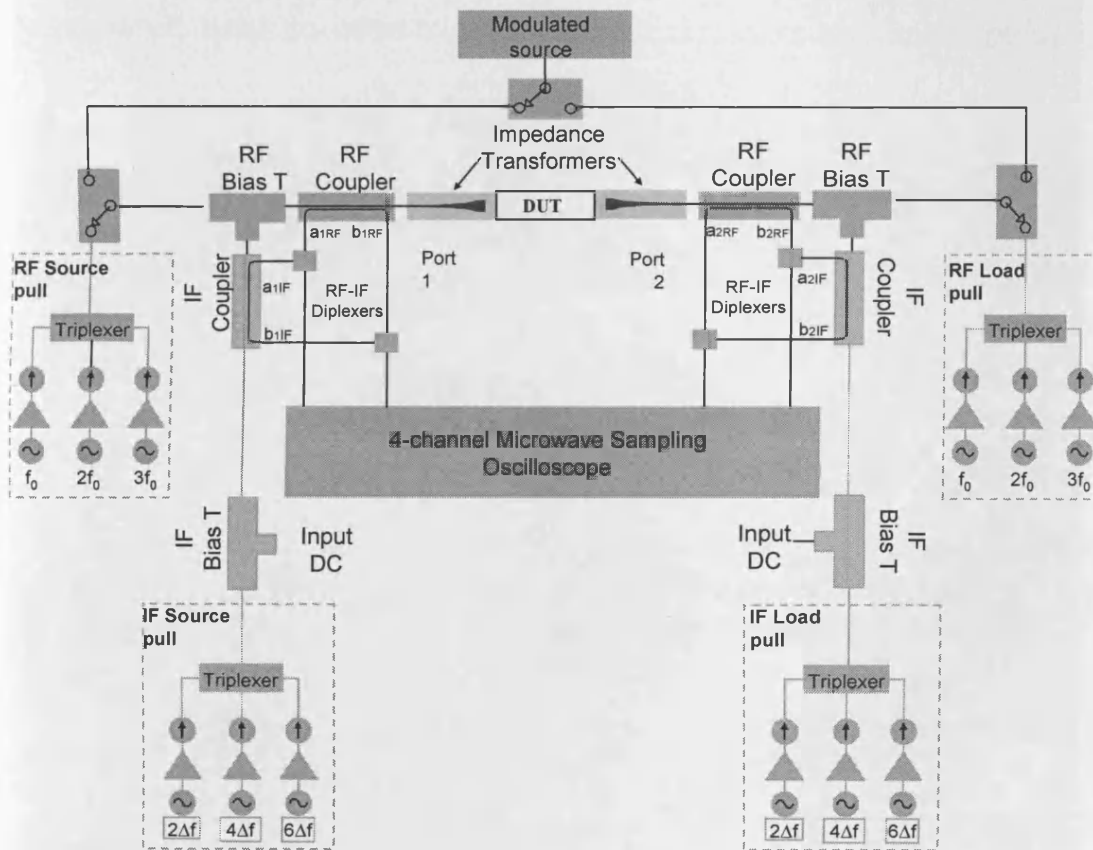 Modulated
source
Impedance
Transformers
RF
Bias T
RF
Coupler
RF
Coupler
RF
Bias T
DUT
a1RF
b1RF
a2RF
b2RF
Port
1
Port
2
IF
Coupler
a1IF
b1IF
RF-IF
Diplexers
RF-IF
Diplexers
a2IF
b2IF
IF
Coupler
RF Source
pull
Triplexer
f0
2f0
3f0
RF Load
pull
Triplexer
f0
2f0
3f0
4-channel Microwave Sampling
Oscilloscope
IF
Bias T
Input
DC
Input
DC
IF
Bias T
IF Source
pull
Triplexer
2Δf
4Δf
6Δf
IF Load
pull
Triplexer
2Δf
4Δf
6Δf